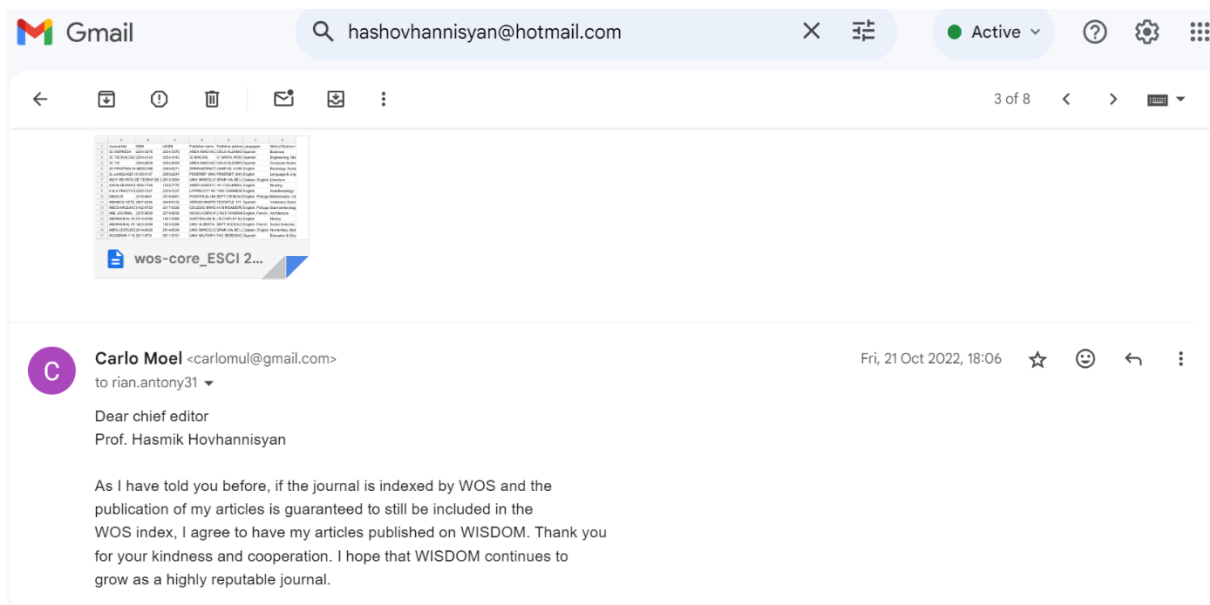 Gmail
hashovhannisyan@hotmail.com
Active
3 of 8
wos-core_ESCI 2...
Carlo Moel <carlomul@gmail.com>
Fri, 21 Oct 2022, 18:06
C
to rian.antony31
Dear chief editor
Prof. Hasmik Hovhannisyan
As I have told you before, if the journal is indexed by WOS and the
publication of my articles is guaranteed to still be included in the
WOS index, I agree to have my articles published on WISDOM. Thank you
for your kindness and cooperation. I hope that WISDOM continues to
grow as a highly reputable journal.